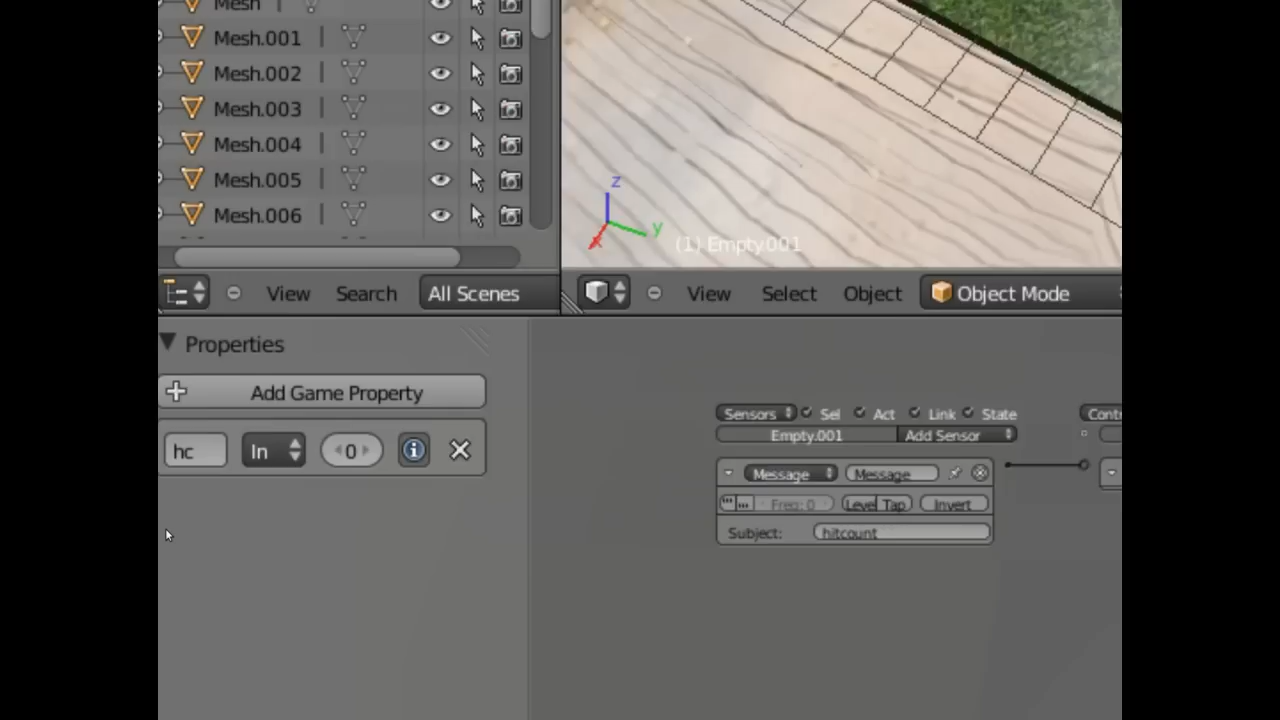 Mesh
Mesh.001
Mesh.002
Mesh.003
Mesh.004
Mesh.005
Mesh.006
z
y
x
(1) Empty.001
View Search All Scenes
View Select Object Object Mode
Properties
Add Game Property
hc In 0
Sensors Sel Act Link State
Empty.001 Add Sensor
Message Message
Freq: 0 Level Tap Invert
Subject: hitcount
Cont